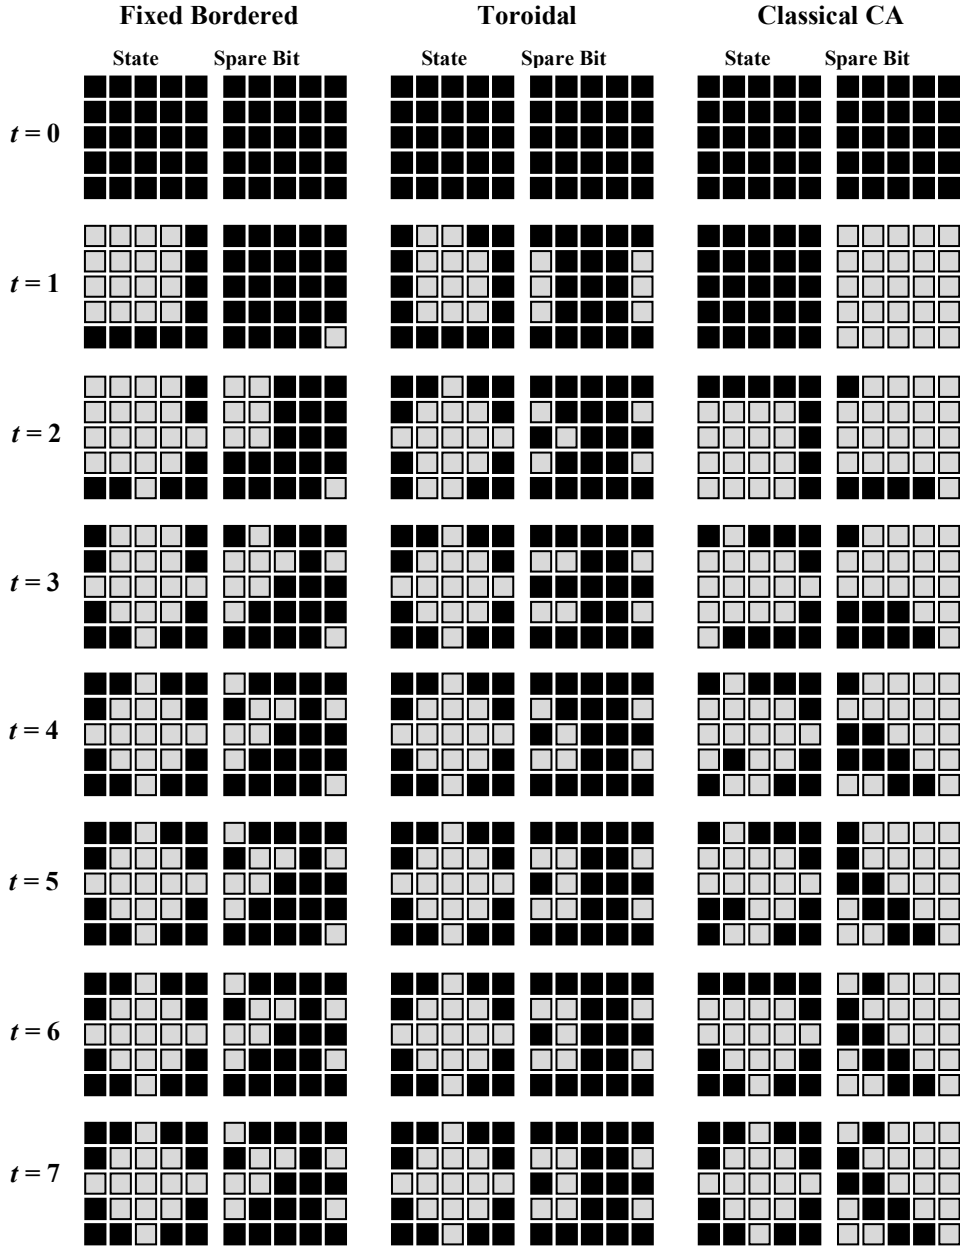 Fixed Bordered Toroidal Classical CA
State Spare Bit State Spare Bit State Spare Bit
t = 0
t = 1
t = 2
t = 3
t = 4
t = 5
t = 6
t = 7